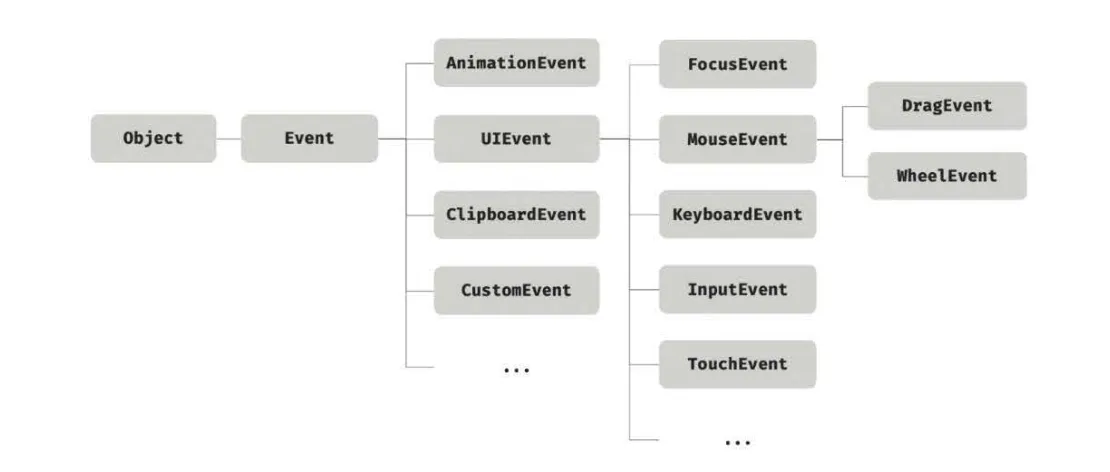 Object
Event
AnimationEvent
UIEvent
ClipboardEvent
CustomEvent
...
FocusEvent
MouseEvent
KeyboardEvent
InputEvent
TouchEvent
...
DragEvent
WheelEvent